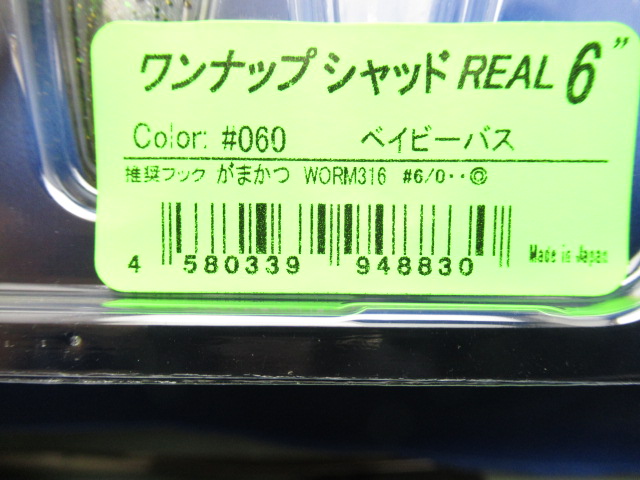 ワンナップシャッド REAL 6"
Color: #060 ベイビーバス
推奨フック がまかつ WORM316 #6/0‥◎
4 580339 948830
Made in Japan